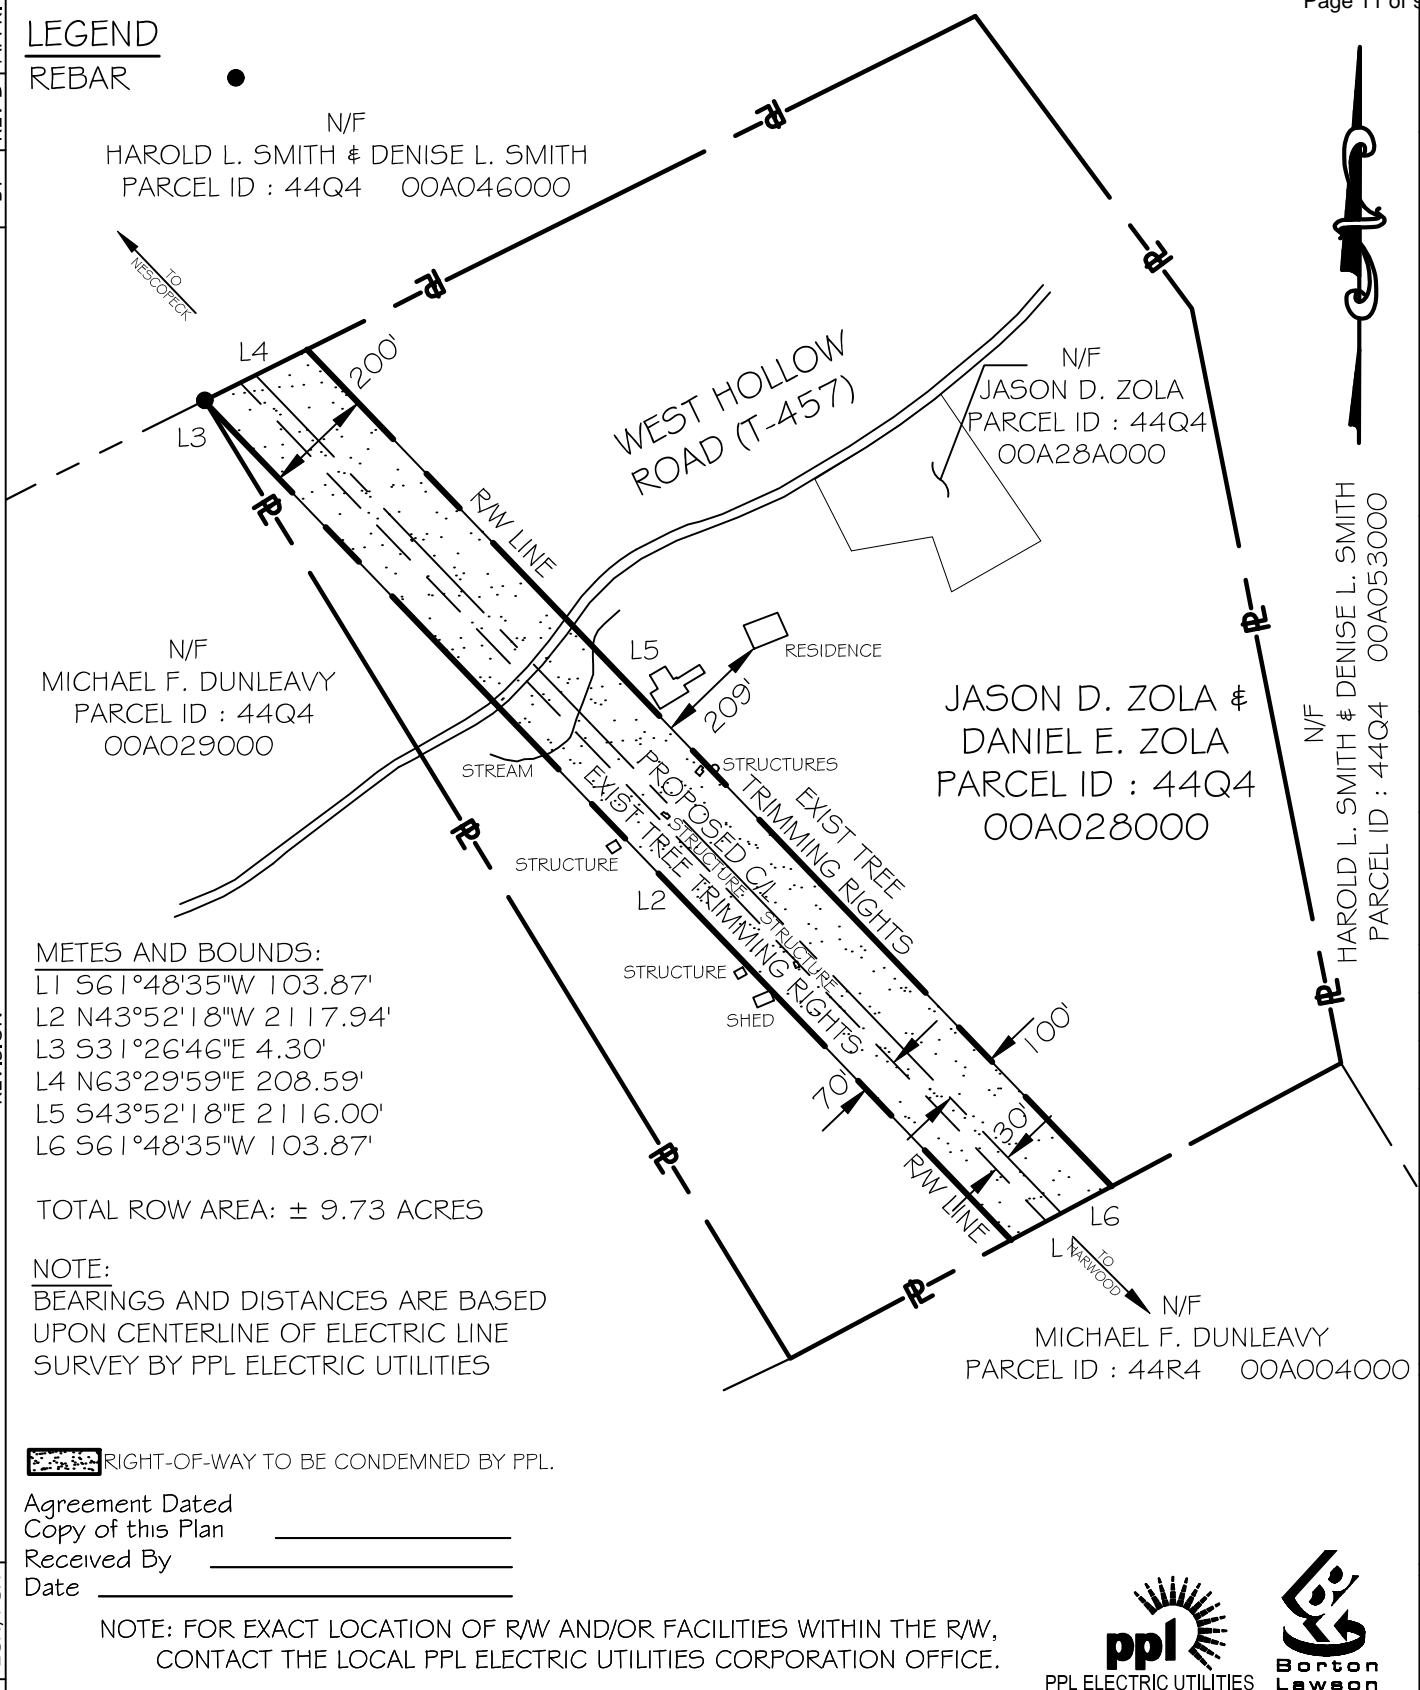 Page 11 of 9
LEGEND
REBAR
N/F
HAROLD L. SMITH & DENISE L. SMITH
PARCEL ID : 44Q4 00A046000
TO
NESCOPECK
L4
L3
200'
WEST HOLLOW
ROAD (T-457)
N/F
JASON D. ZOLA
PARCEL ID : 44Q4
00A28A000
R/W LINE
N/F
HAROLD L. SMITH & DENISE L. SMITH
PARCEL ID : 44Q4 00A053000
N/F
MICHAEL F. DUNLEAVY
PARCEL ID : 44Q4
00A029000
L5
RESIDENCE
209'
JASON D. ZOLA &
DANIEL E. ZOLA
PARCEL ID : 44Q4
00A028000
STREAM
STRUCTURES
PROPOSED C/L
EXIST TREE
TRIMMING RIGHTS
EXIST TREE TRIMMING RIGHTS
STRUCTURE
STRUCTURE
STRUCTURE
L2
STRUCTURE
SHED
METES AND BOUNDS:
L1 S61°48'35"W 103.87'
L2 N43°52'18"W 2117.94'
L3 S31°26'46"E 4.30'
L4 N63°29'59"E 208.59'
L5 S43°52'18"E 2116.00'
L6 S61°48'35"W 103.87'
100'
70'
30'
R/W LINE
TOTAL ROW AREA: ± 9.73 ACRES
L6
L
TO
HARWOOD
NOTE:
BEARINGS AND DISTANCES ARE BASED
UPON CENTERLINE OF ELECTRIC LINE
SURVEY BY PPL ELECTRIC UTILITIES
N/F
MICHAEL F. DUNLEAVY
PARCEL ID : 44R4 00A004000
RIGHT-OF-WAY TO BE CONDEMNED BY PPL.
Agreement Dated
Copy of this Plan
Received By
Date
NOTE: FOR EXACT LOCATION OF R/W AND/OR FACILITIES WITHIN THE R/W,
CONTACT THE LOCAL PPL ELECTRIC UTILITIES CORPORATION OFFICE.
ppl
PPL ELECTRIC UTILITIES
Borton
Lawson